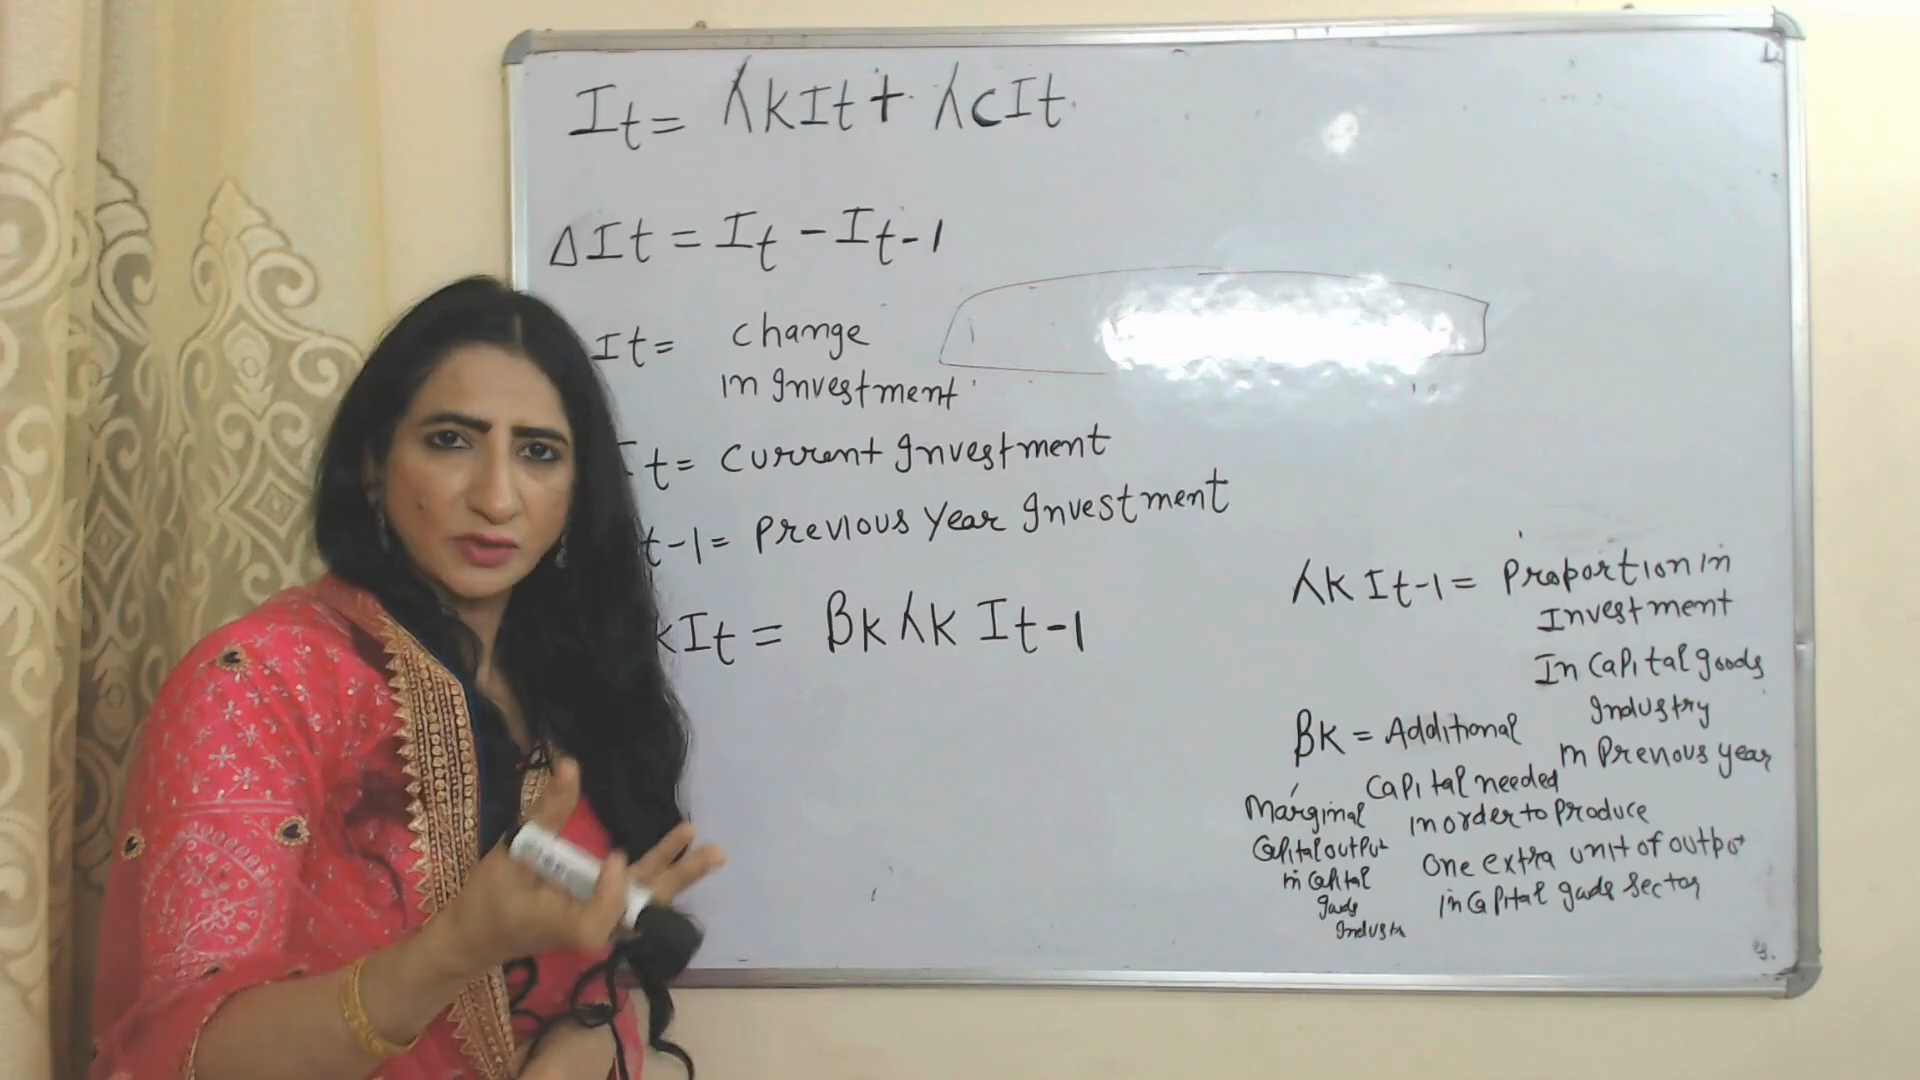 It = λkIt + λcIt
ΔIt = It - It-1
It = change
in Investment
t = Current Investment
t-1 = Previous Year Investment
kIt = βk λk It-1
λk It-1 = Proportion in
Investment
In Capital goods
Industry
in Previous year
βk = Additional
Capital needed
in order to Produce
One extra unit of output
in Capital goods Sector
Marginal
Capital output
in Capital
goods